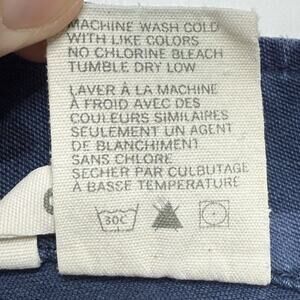 MACHINE WASH COLD
WITH LIKE COLORS
NO CHLORINE BLEACH
TUMBLE DRY LOW
LAVER À LA MACHINE
À FROID AVEC DES
COULEURS SIMILAIRES
SEULEMENT UN AGENT
DE BLANCHIMENT
SANS CHLORE
SECHER PAR CULBUTAGE
À BASSE TEMPÉRATURE
30C